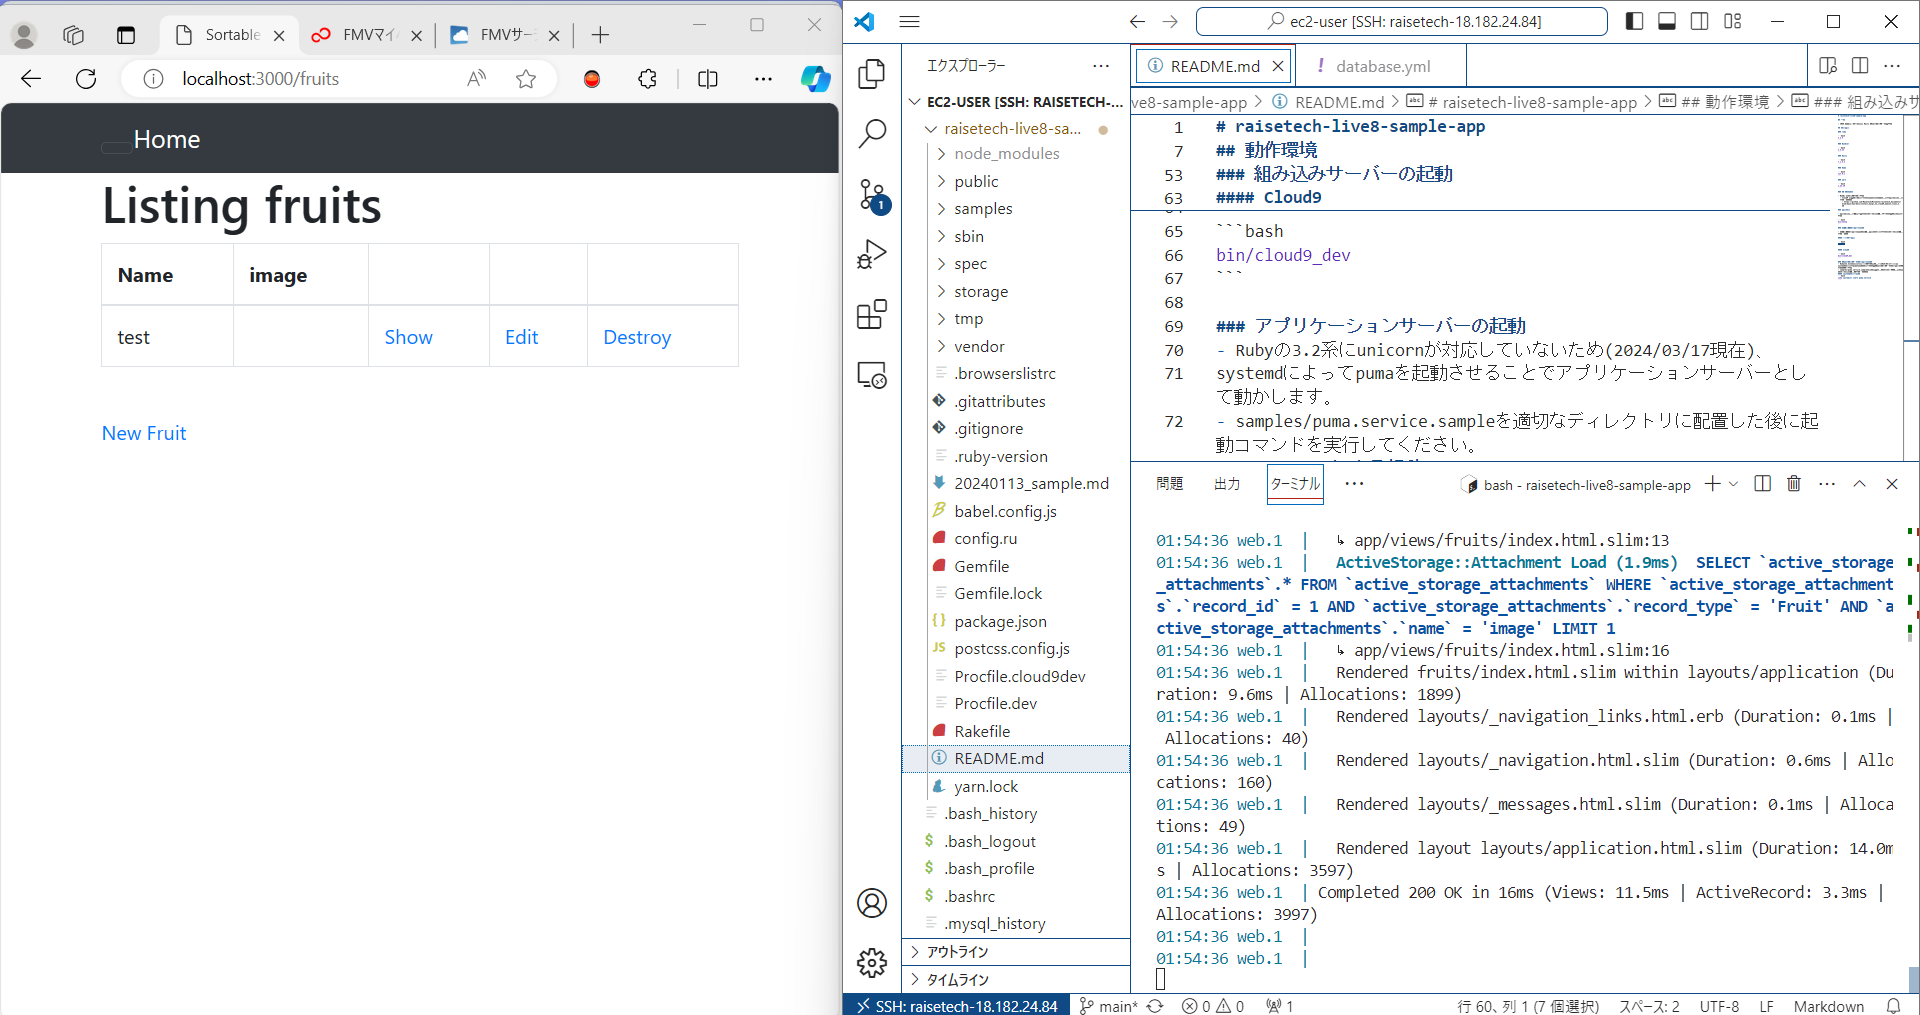 Sortable
FMVマイ
FMVサー
localhost:3000/fruits
Home
Listing fruits
Name image
test Show Edit Destroy
New Fruit
ec2-user [SSH: raisetech-18.182.24.84]
エクスプローラー
EC2-USER [SSH: RAISETECH-...
raisetech-live8-sa...
node_modules
public
samples
sbin
spec
storage
tmp
vendor
.browserslistrc
.gitattributes
.gitignore
.ruby-version
20240113_sample.md
babel.config.js
config.ru
Gemfile
Gemfile.lock
package.json
postcss.config.js
Procfile.cloud9dev
Procfile.dev
Rakefile
README.md
yarn.lock
.bash_history
.bash_logout
.bash_profile
.bashrc
.mysql_history
アウトライン
タイムライン
README.md
database.yml
ve8-sample-app > README.md > # raisetech-live8-sample-app > ## 動作環境 > ### 組み込みサ
1 # raisetech-live8-sample-app
7 ## 動作環境
53 ### 組み込みサーバーの起動
63 #### Cloud9
65 ```bash
66 bin/cloud9_dev
67 ```
68
69 ### アプリケーションサーバーの起動
70 - Rubyの3.2系にunicornが対応していないため(2024/03/17現在)、
71 systemdによってpumaを起動させることでアプリケーションサーバーとし
て動かします。
72 - samples/puma.service.sampleを適切なディレクトリに配置した後に起
動コマンドを実行してください。
問題 出力 ターミナル ...
bash - raisetech-live8-sample-app
01:54:36 web.1 | ↳ app/views/fruits/index.html.slim:13
01:54:36 web.1 | ActiveStorage::Attachment Load (1.9ms) SELECT `active_storage
_attachments`.* FROM `active_storage_attachments` WHERE `active_storage_attachment
s`.`record_id` = 1 AND `active_storage_attachments`.`record_type` = 'Fruit' AND `a
ctive_storage_attachments`.`name` = 'image' LIMIT 1
01:54:36 web.1 | ↳ app/views/fruits/index.html.slim:16
01:54:36 web.1 | Rendered fruits/index.html.slim within layouts/application (Du
ration: 9.6ms | Allocations: 1899)
01:54:36 web.1 | Rendered layouts/_navigation_links.html.erb (Duration: 0.1ms |
Allocations: 40)
01:54:36 web.1 | Rendered layouts/_navigation.html.slim (Duration: 0.6ms | Allo
cations: 160)
01:54:36 web.1 | Rendered layouts/_messages.html.slim (Duration: 0.1ms | Alloca
tions: 49)
01:54:36 web.1 | Rendered layout layouts/application.html.slim (Duration: 14.0m
s | Allocations: 3597)
01:54:36 web.1 | Completed 200 OK in 16ms (Views: 11.5ms | ActiveRecord: 3.3ms |
Allocations: 3997)
01:54:36 web.1 |
01:54:36 web.1 |
SSH: raisetech-18.182.24.84 main* 0 0 1 行 60、列 1 (7 個選択) スペース: 2 UTF-8 LF Markdown